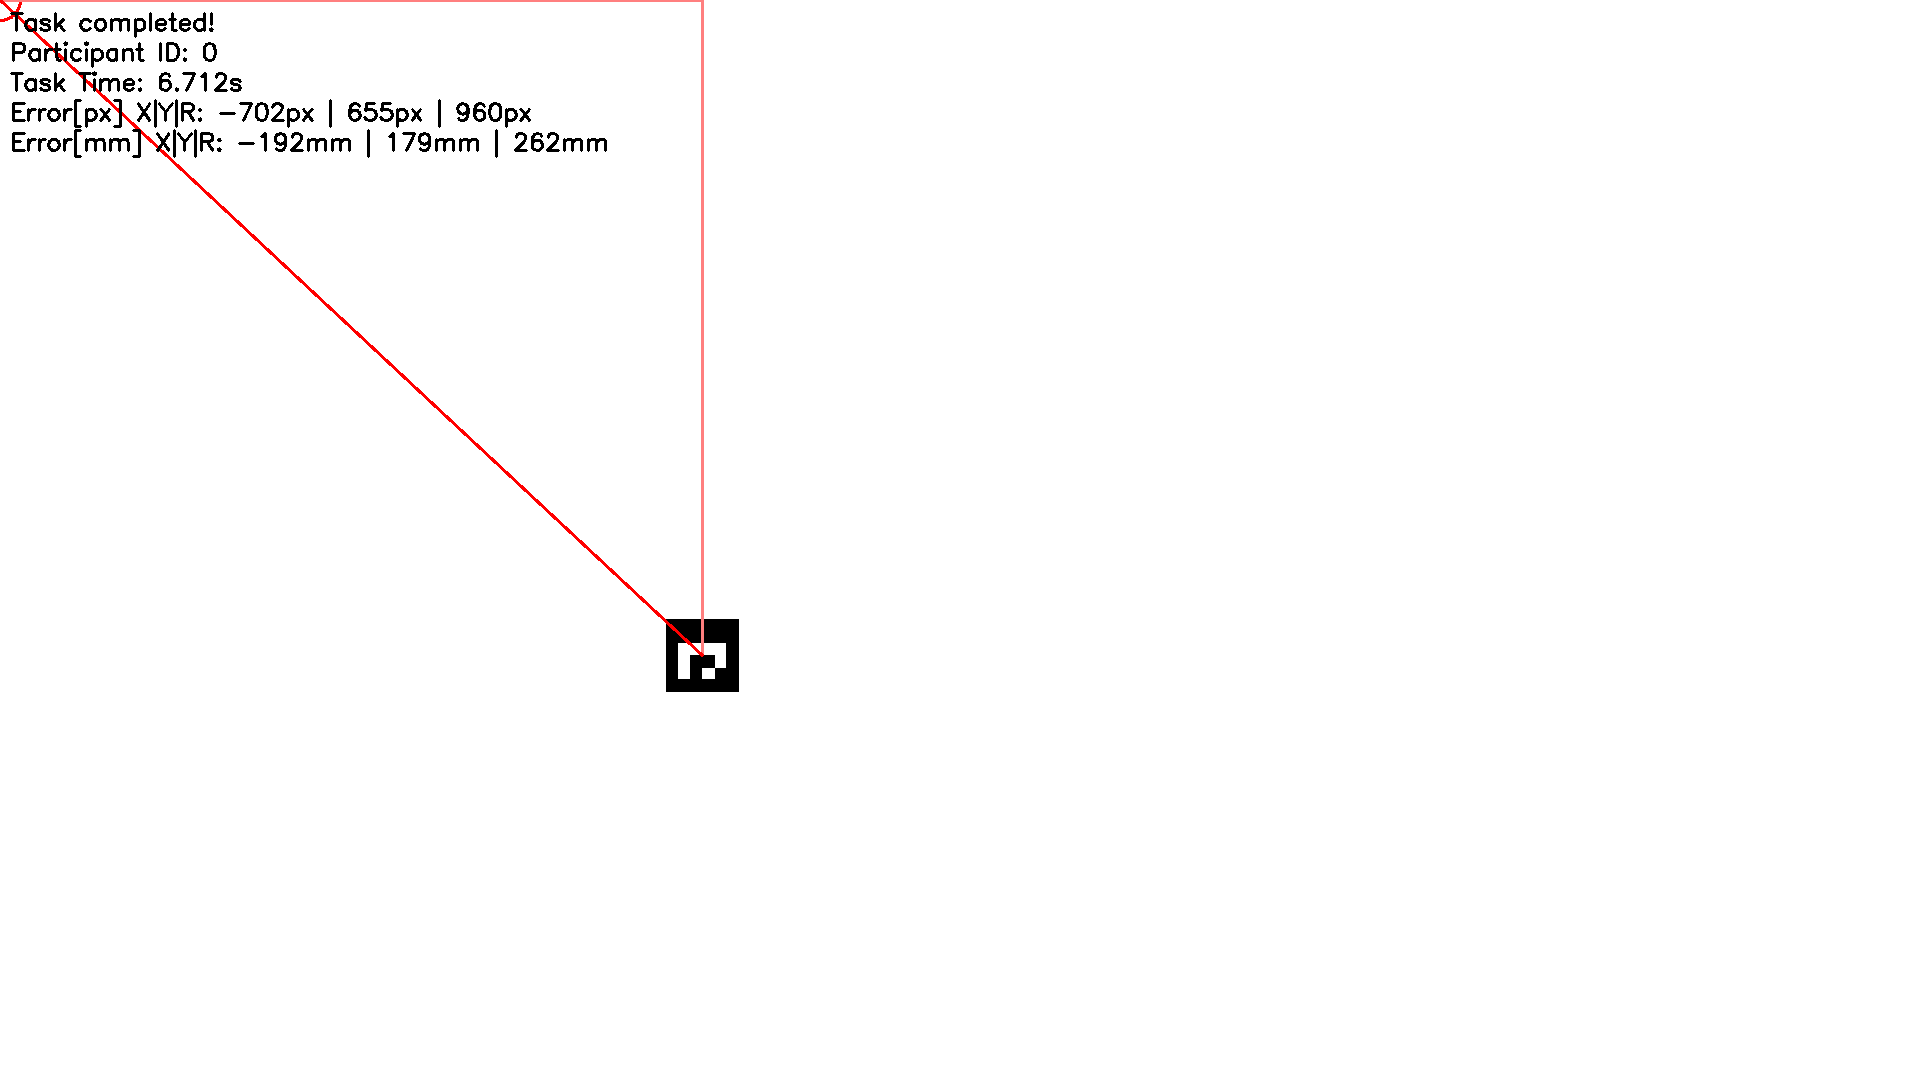 Task completed!
Participant ID: 0
Task Time: 6.712s
Error[px] X|Y|R: -702px | 655px | 960px
Error[mm] X|Y|R: -192mm | 179mm | 262mm